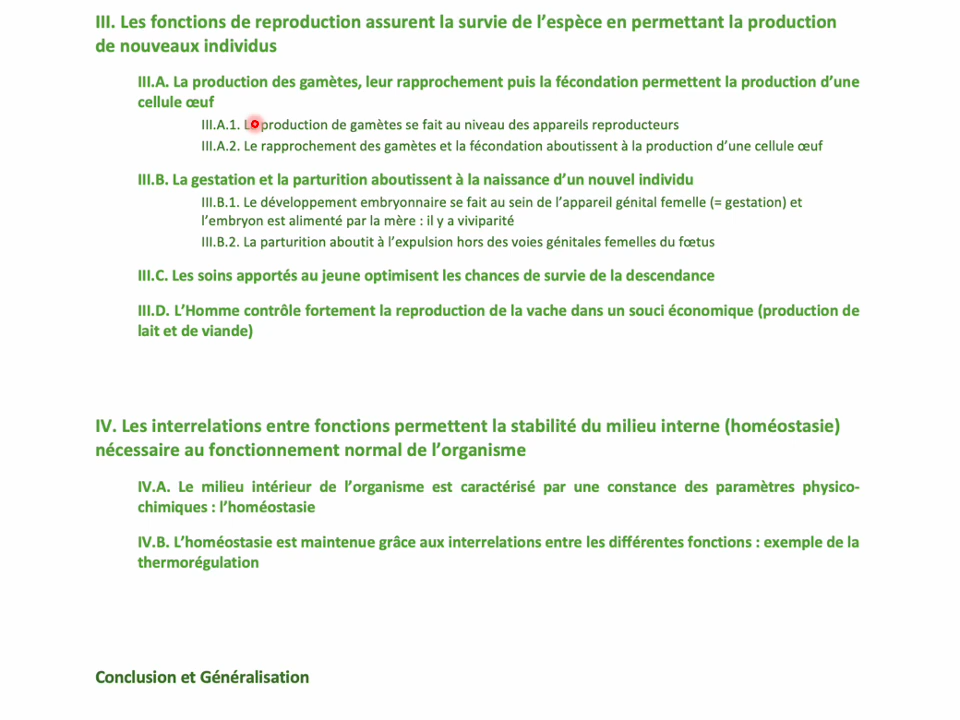 III. Les fonctions de reproduction assurent la survie de l’espèce en permettant la production
de nouveaux individus
III.A. La production des gamètes, leur rapprochement puis la fécondation permettent la production d’une
cellule œuf
III.A.1. La production de gamètes se fait au niveau des appareils reproducteurs
III.A.2. Le rapprochement des gamètes et la fécondation aboutissent à la production d’une cellule œuf
III.B. La gestation et la parturition aboutissent à la naissance d’un nouvel individu
III.B.1. Le développement embryonnaire se fait au sein de l’appareil génital femelle (= gestation) et
l’embryon est alimenté par la mère : il y a viviparité
III.B.2. La parturition aboutit à l’expulsion hors des voies génitales femelles du fœtus
III.C. Les soins apportés au jeune optimisent les chances de survie de la descendance
III.D. L’Homme contrôle fortement la reproduction de la vache dans un souci économique (production de
lait et de viande)
IV. Les interrelations entre fonctions permettent la stabilité du milieu interne (homéostasie)
nécessaire au fonctionnement normal de l’organisme
IV.A. Le milieu intérieur de l’organisme est caractérisé par une constance des paramètres physico-
chimiques : l’homéostasie
IV.B. L’homéostasie est maintenue grâce aux interrelations entre les différentes fonctions : exemple de la
thermorégulation
Conclusion et Généralisation